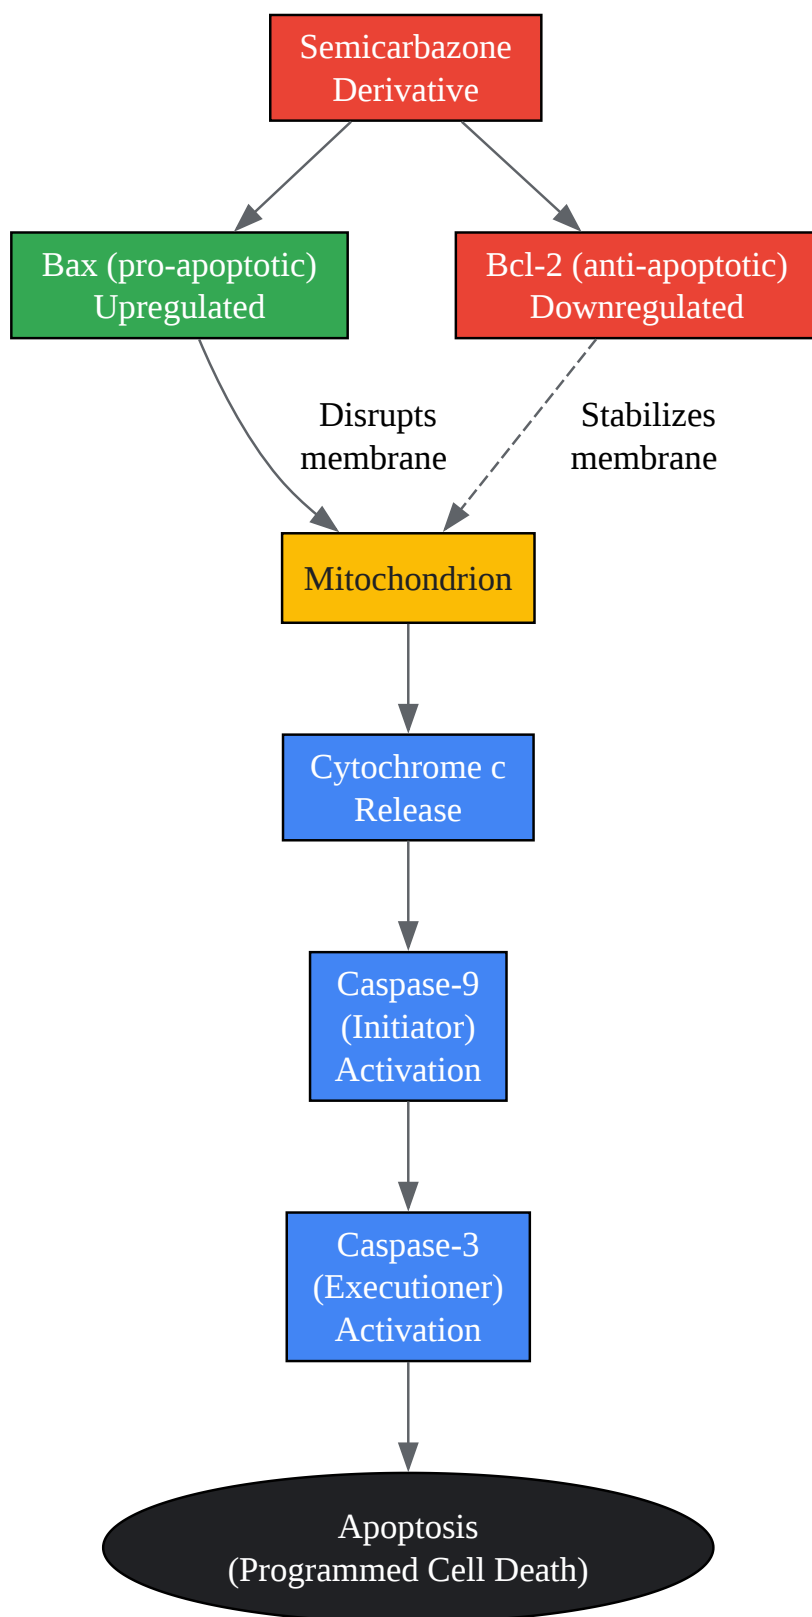 Semicarbazone
Derivative
Bax (pro-apoptotic)
Upregulated
Bcl-2 (anti-apoptotic)
Downregulated
Disrupts
membrane
Stabilizes
membrane
Mitochondrion
Cytochrome c
Release
Caspase-9
(Initiator)
Activation
Caspase-3
(Executioner)
Activation
Apoptosis
(Programmed Cell Death)